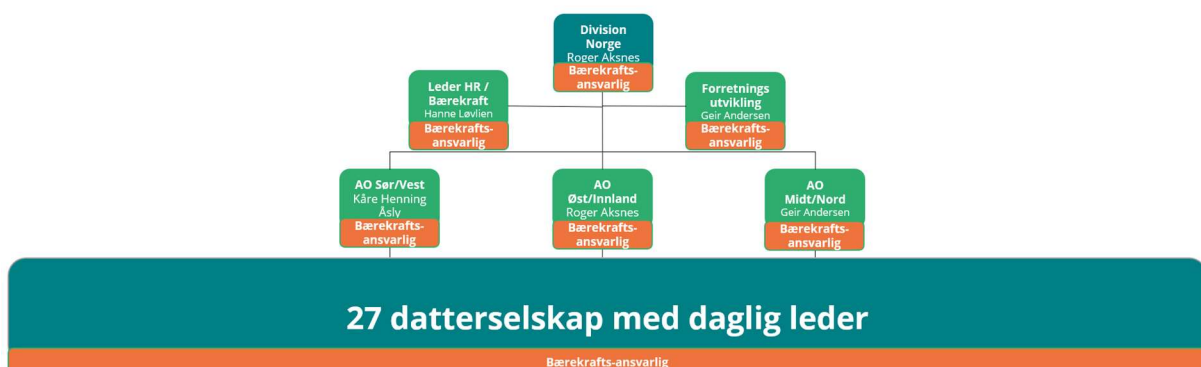 Division
Norge
Roger Aksnes
Bærekrafts-
ansvarlig
Leder HR /
Bærekraft
Hanne Løvlien
Bærekrafts-
ansvarlig
Forretnings
utvikling
Geir Andersen
Bærekrafts-
ansvarlig
AO Sør/Vest
Kåre Henning
Åsly
Bærekrafts-
ansvarlig
AO
Øst/Innland
Roger Aksnes
Bærekrafts-
ansvarlig
AO
Midt/Nord
Geir Andersen
Bærekrafts-
ansvarlig
27 datterselskap med daglig leder
Bærekrafts-ansvarlig